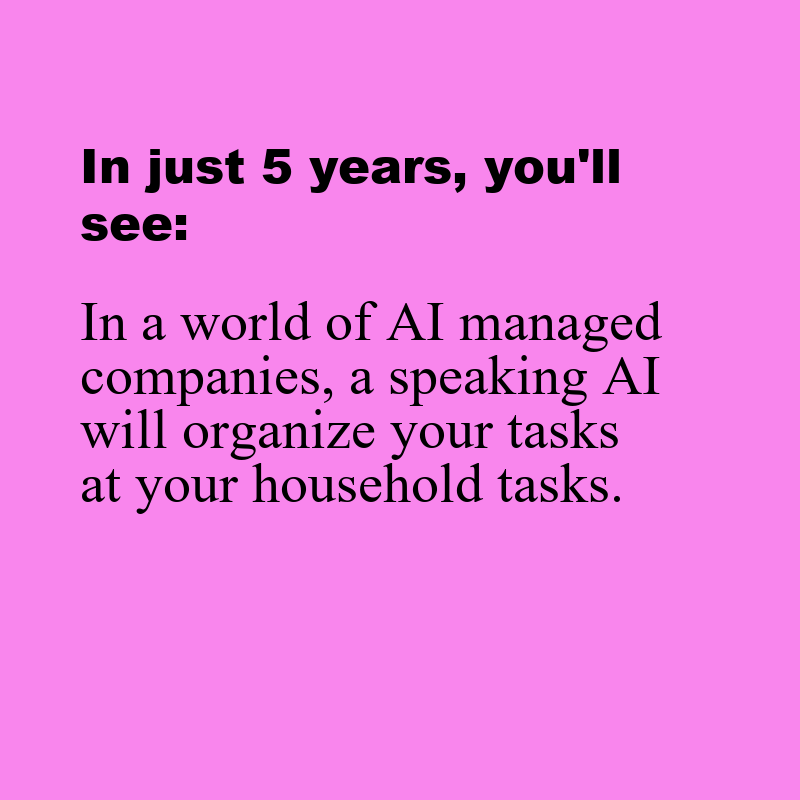 In just 5 years, you'll
see:
In a world of AI managed
companies, a speaking AI
will organize your tasks
at your household tasks.